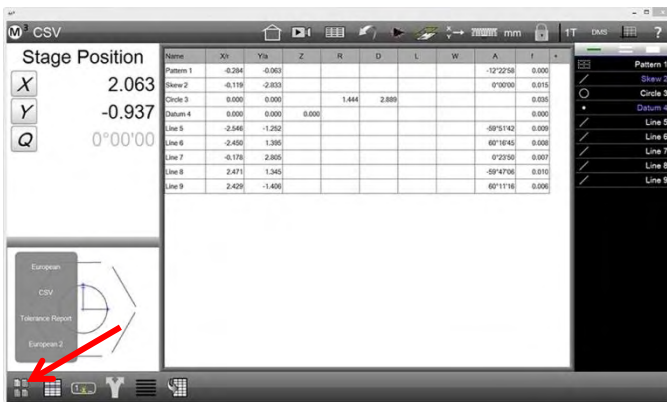 M³ CSV
mm
1T DMS ?
Stage Position
X 2.063
Y -0.937
Q 0°00'00
Name X/r Y/a Z R D L W A f +
Pattern 1 -0.284 -0.063 -12°22'58 0.000
Skew 2 -0.119 -2.833 0°00'00 0.015
Circle 3 0.000 0.000 1.444 2.889 0.035
Datum 4 0.000 0.000 0.000 0.000
Line 5 -2.546 -1.252 -59°51'42 0.009
Line 6 -2.450 1.395 60°16'45 0.008
Line 7 -0.178 2.805 0°23'50 0.007
Line 8 2.471 1.345 -59°47'06 0.010
Line 9 2.429 -1.406 60°11'16 0.006
Pattern 1
Skew 2
Circle 3
Datum 4
Line 5
Line 6
Line 7
Line 8
Line 9
European
CSV
Tolerance Report
European 2